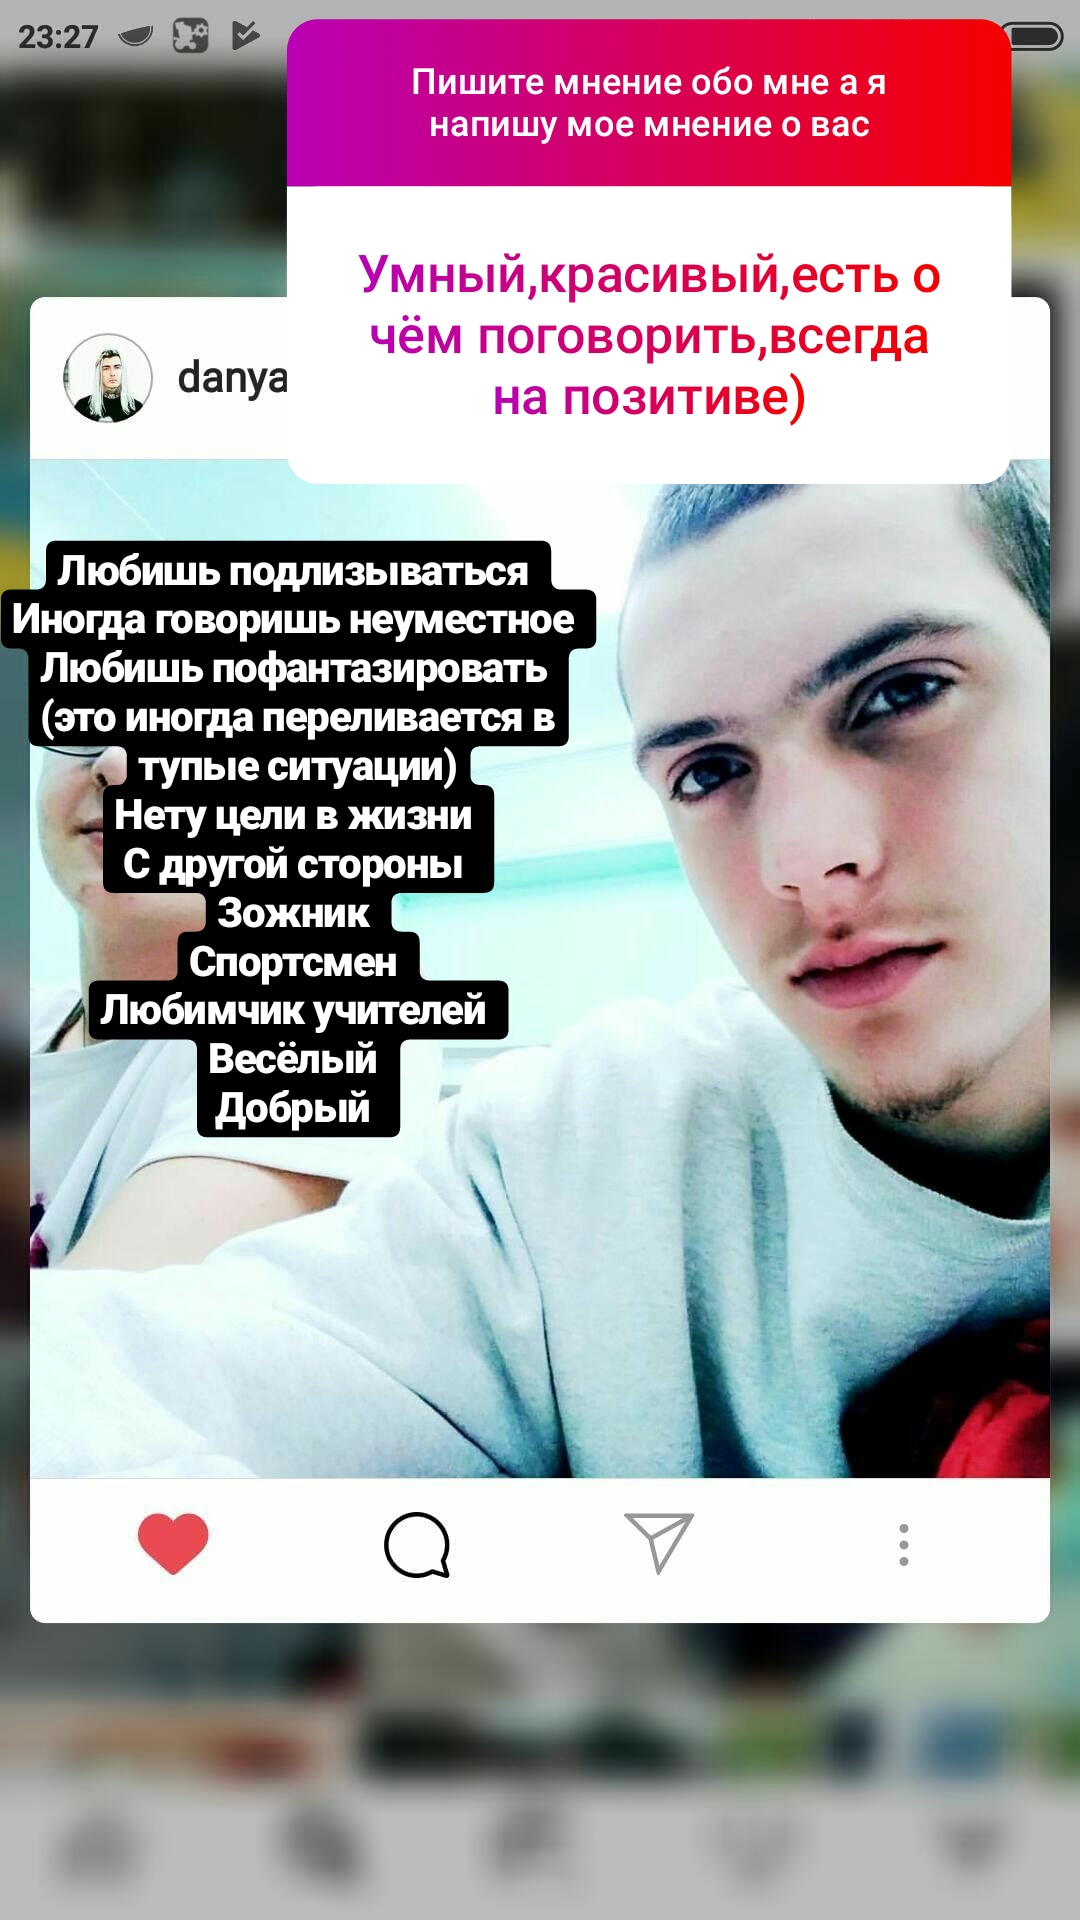 23:27
Пишите мнение обо мне а я
напишу мое мнение о вас
Умный,красивый,есть о
чём поговорить,всегда
на позитиве)
danya
Любишь подлизываться
Иногда говоришь неуместное
Любишь пофантазировать
(это иногда переливается в
тупые ситуации)
Нету цели в жизни
С другой стороны
Зожник
Спортсмен
Любимчик учителей
Весёлый
Добрый